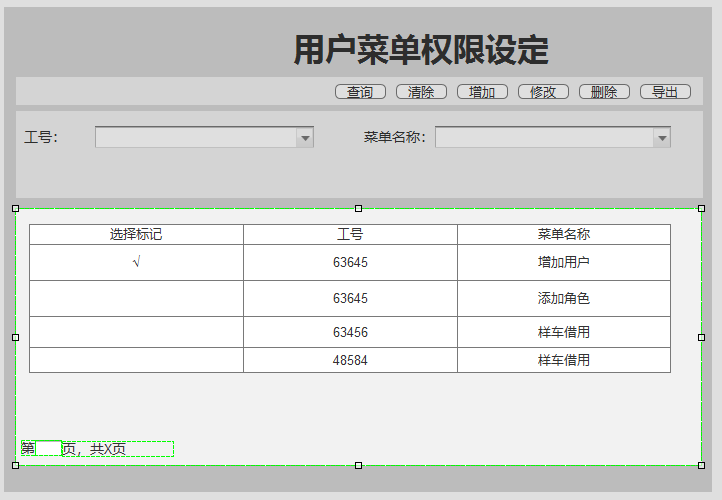 用户菜单权限设定
查询 清除 增加 修改 删除 导出
工号： 菜单名称：
选择标记 工号 菜单名称
√ 63645 增加用户
63645 添加角色
63456 样车借用
48584 样车借用
第 页，共X页